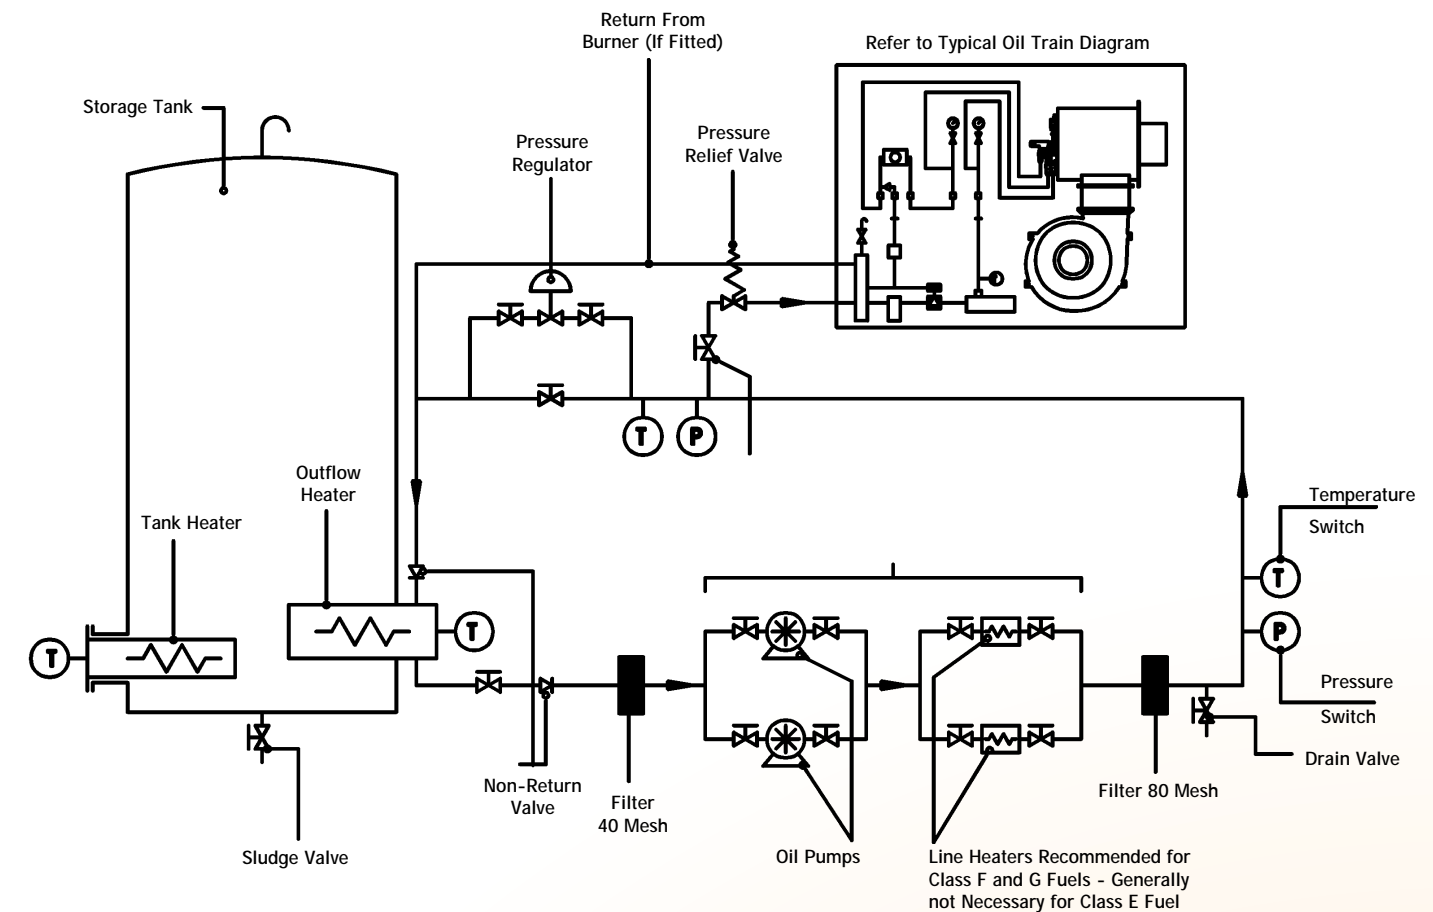 Return From
Burner (If Fitted)
Refer to Typical Oil Train Diagram
Storage Tank
Pressure
Regulator
Pressure
Relief Valve
T
P
Outflow
Heater
Tank Heater
Temperature
Switch
T
T
T
P
Pressure
Switch
Drain Valve
Non-Return
Valve
Filter
40 Mesh
Filter 80 Mesh
Sludge Valve
Oil Pumps
Line Heaters Recommended for
Class F and G Fuels - Generally
not Necessary for Class E Fuel